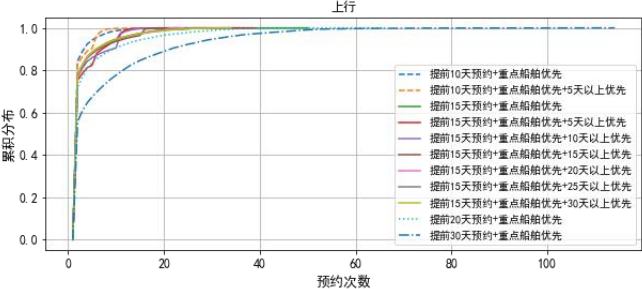 上行
1.0
0.8
0.6
0.4
0.2
0.0
累积分布
0
20
40
60
80
100
预约次数
提前10天预约+重点船舶优先
提前10天预约+重点船舶优先+5天以上优先
提前15天预约+重点船舶优先
提前15天预约+重点船舶优先+5天以上优先
提前15天预约+重点船舶优先+10天以上优先
提前15天预约+重点船舶优先+15天以上优先
提前15天预约+重点船舶优先+20天以上优先
提前15天预约+重点船舶优先+25天以上优先
提前15天预约+重点船舶优先+30天以上优先
提前20天预约+重点船舶优先
提前30天预约+重点船舶优先